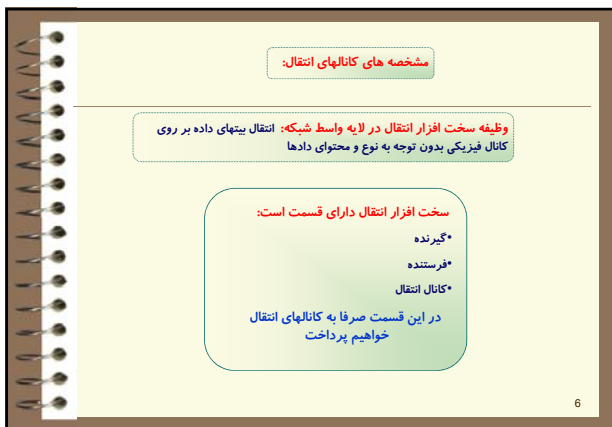 مشخصه های کانالهای انتقال:
وظیفه سخت افزار انتقال در لایه واسط شبکه: انتقال بیتهای داده بر روی
کانال فیزیکی بدون توجه به نوع و محتوای دادها
سخت افزار انتقال دارای قسمت است:
•گیرنده
•فرستنده
•کانال انتقال
در این قسمت صرفا به کانالهای انتقال
خواهیم پرداخت
6